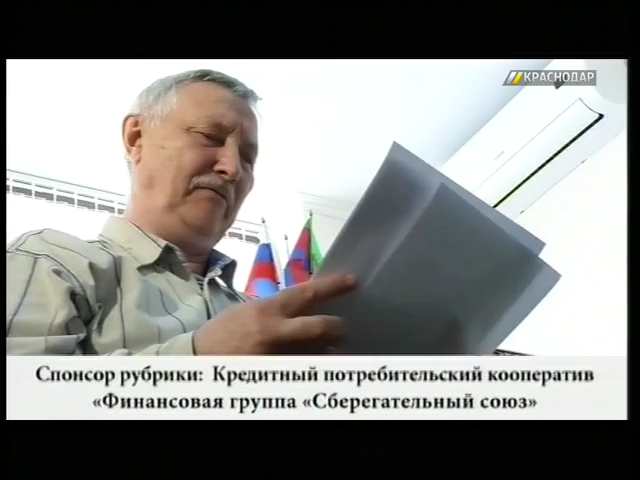 КРАСНОДАР
Спонсор рубрики: Кредитный потребительский кооператив
«Финансовая группа «Сберегательный союз»